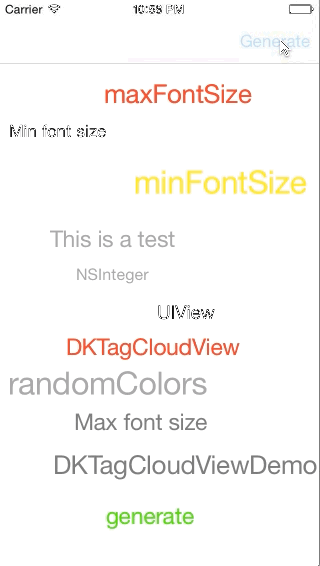 Carrier 10:58 PM
Generate
maxFontSize
Min font size
minFontSize
This is a test
NSInteger
UIView
DKTagCloudView
randomColors
Max font size
DKTagCloudViewDemo
generate